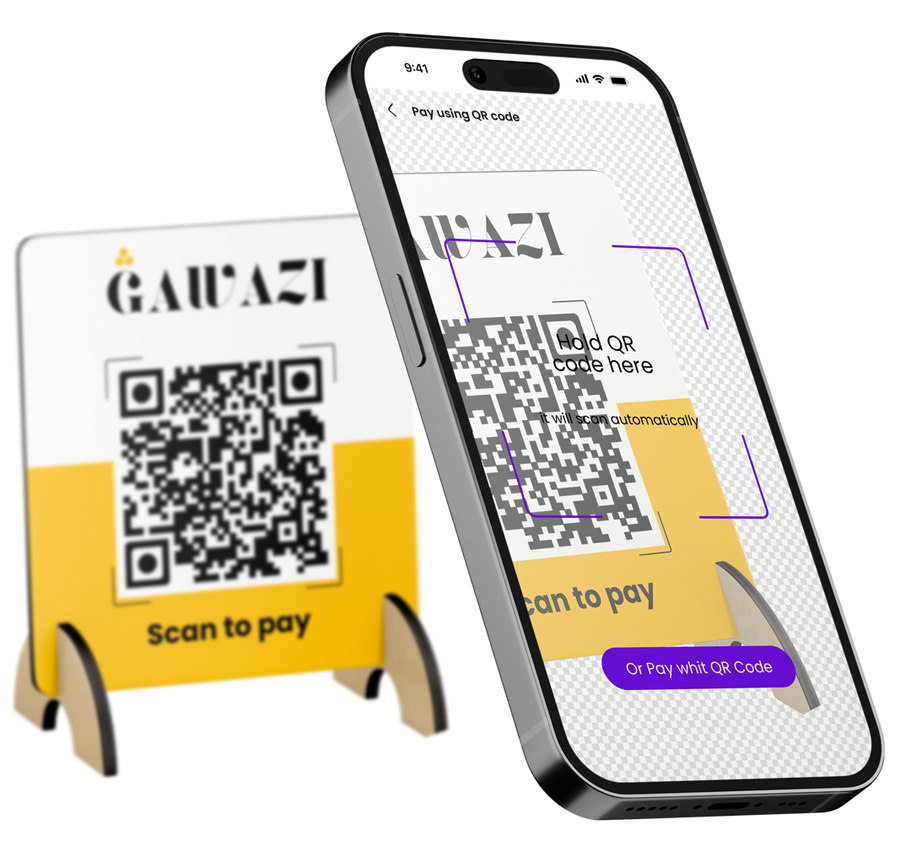 GAWAZI
Scan to pay
9:41
Pay using QR code
AWAZI
Hold QR
code here
it will scan automatically
can to pay
Or Pay whit QR Code